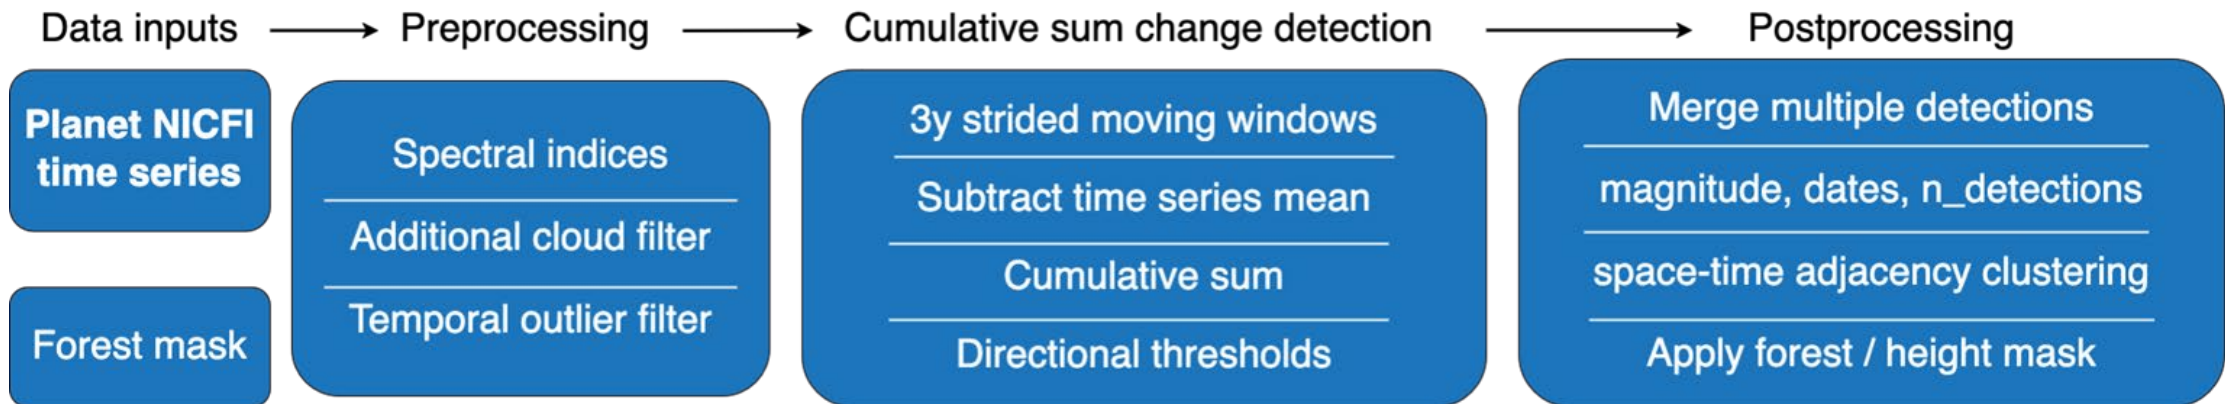 Data inputs
Preprocessing
Cumulative sum change detection
Postprocessing
Planet NICFI
time series
Forest mask
Spectral indices
Additional cloud filter
Temporal outlier filter
3y strided moving windows
Subtract time series mean
Cumulative sum
Directional thresholds
Merge multiple detections
magnitude, dates, n_detections
space-time adjacency clustering
Apply forest / height mask